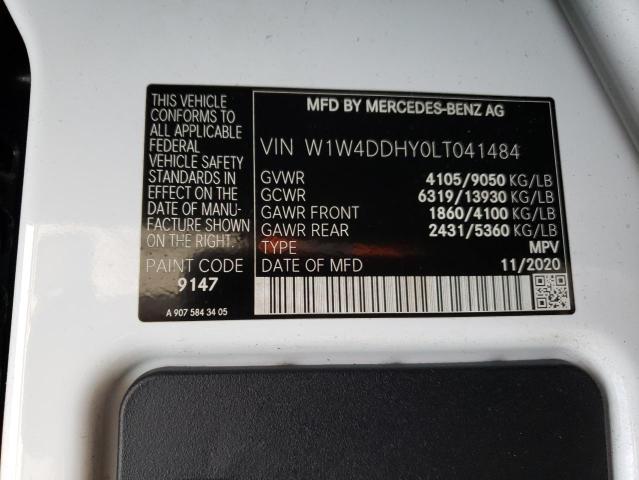 THIS VEHICLE
CONFORMS TO
ALL APPLICABLE
FEDERAL
VEHICLE SAFETY
STANDARDS IN
EFFECT ON THE
DATE OF MANU-
FACTURE SHOWN
ON THE RIGHT.
PAINT CODE
9147
A 907 584 34 05
MFD BY MERCEDES-BENZ AG
VIN W1W4DDHY0LT041484
GVWR 4105/9050 KG/LB
GCWR 6319/13930 KG/LB
GAWR FRONT 1860/4100 KG/LB
GAWR REAR 2431/5360 KG/LB
TYPE MPV
DATE OF MFD 11/2020